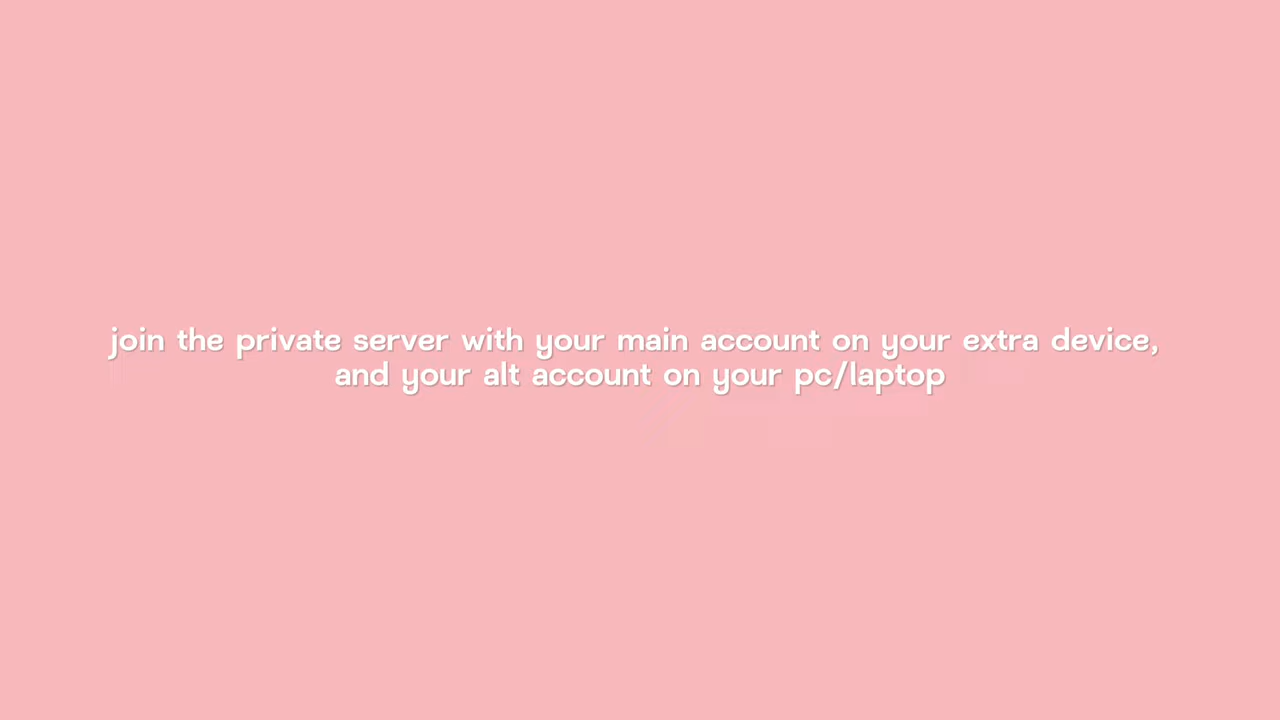 join the private server with your main account on your extra device,
and your alt account on your pc/laptop